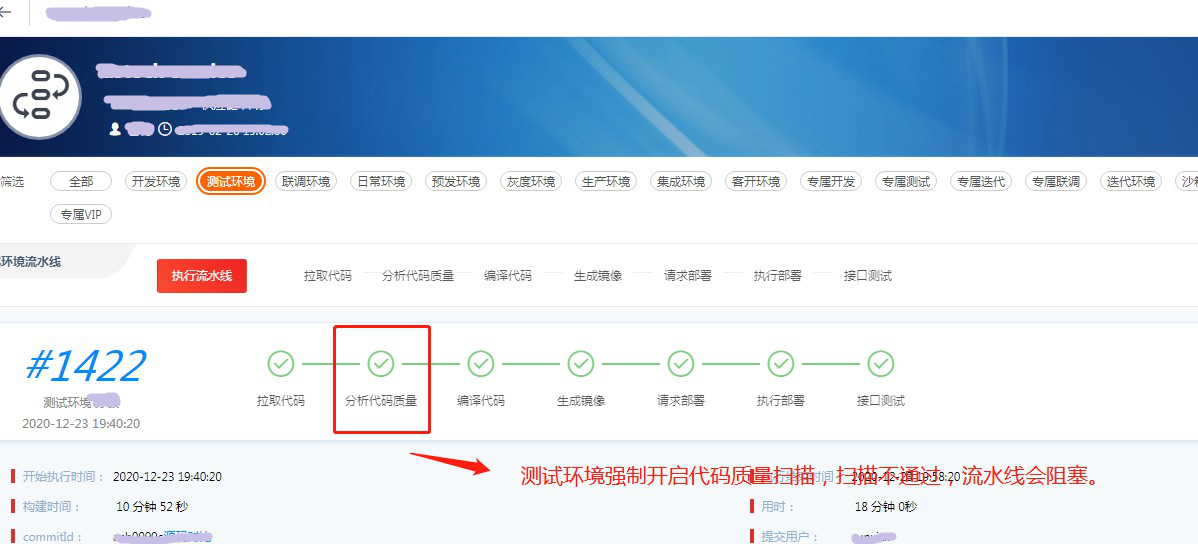 筛选 全部 开发环境 测试环境 联调环境 日常环境 预发环境 灰度环境 生产环境 集成环境 客开环境 专属开发 专属测试 专属迭代 专属联调 迭代环境
专属VIP
环境流水线 执行流水线 拉取代码 分析代码质量 编译代码 生成镜像 请求部署 执行部署 接口测试
#1422
测试环境
2020-12-23 19:40:20
拉取代码 分析代码质量 编译代码 生成镜像 请求部署 执行部署 接口测试
测试环境强制开启代码质量扫描，扫描不通过，流水线会阻塞。
开始执行时间： 2020-12-23 19:40:20 2020-12-23 19:58:20
构建时间： 10 分钟 52 秒 用时： 18 分钟 0秒
commitId： 提交用户：